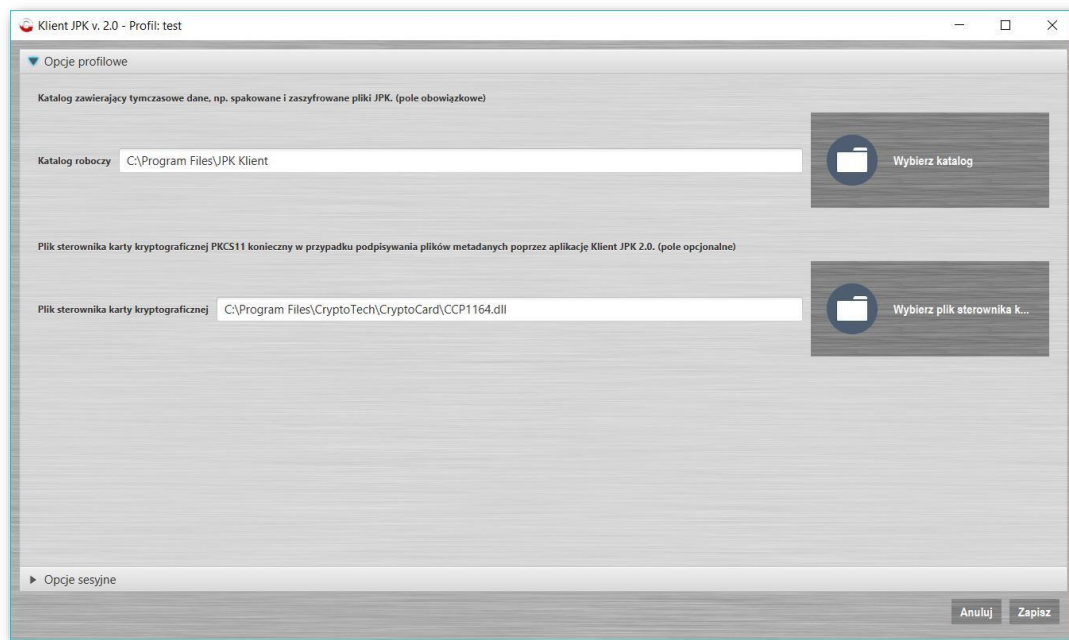 Klient JPK v. 2.0 - Profil: test
Opcje profilowe
Katalog zawierający tymczasowe dane, np. spakowane i zaszyfrowane pliki JPK. (pole obowiązkowe)
Katalog roboczy C:\Program Files\JPK Klient Wybierz katalog
Plik sterownika karty kryptograficznej PKCS11 konieczny w przypadku podpisywania plików metadanych poprzez aplikację Klient JPK 2.0. (pole opcjonalne)
Plik sterownika karty kryptograficznej C:\Program Files\CryptoTech\CryptoCard\CCP1164.dll Wybierz plik sterownika k...
Opcje sesyjne
Anuluj Zapisz